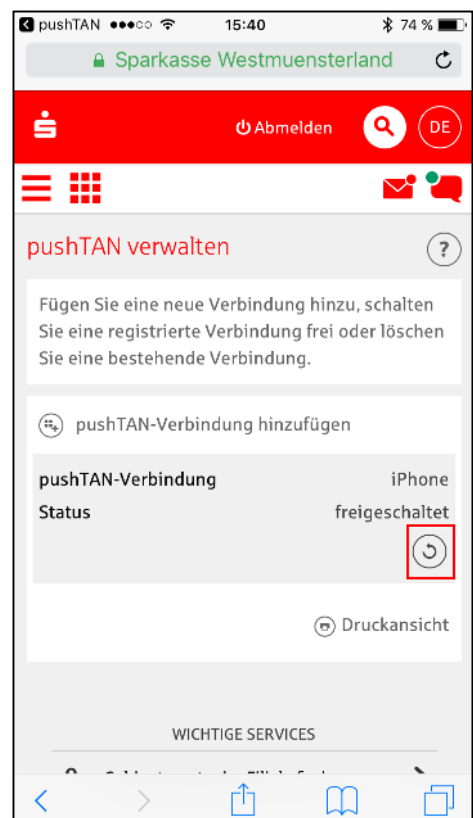 pushTAN 15:40 74 %
Sparkasse Westmuensterland
Abmelden DE
pushTAN verwalten ?
Fügen Sie eine neue Verbindung hinzu, schalten
Sie eine registrierte Verbindung frei oder löschen
Sie eine bestehende Verbindung.
pushTAN-Verbindung hinzufügen
pushTAN-Verbindung iPhone
Status freigeschaltet
Druckansicht
WICHTIGE SERVICES